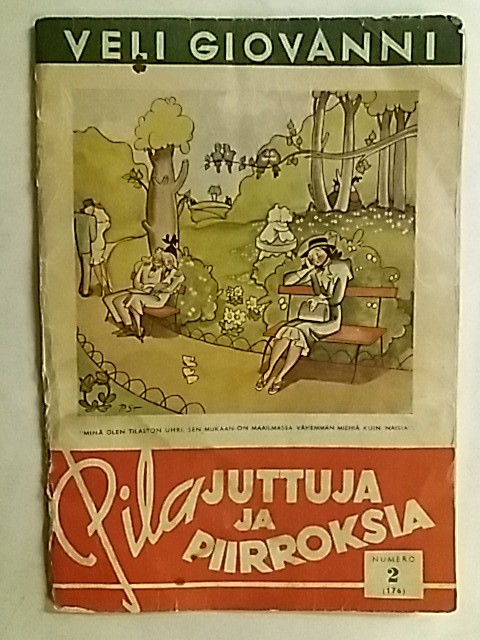 VELI GIOVANNI
"MINÄ OLEN TILASTON UHRI. SEN MUKAAN ON MAAILMASSA VÄHEMMÄN MIEHIÄ KUIN NAISIA"
Pila
JUTTUJA
JA
PIIRROKSIA
NUMERO
2
(176)